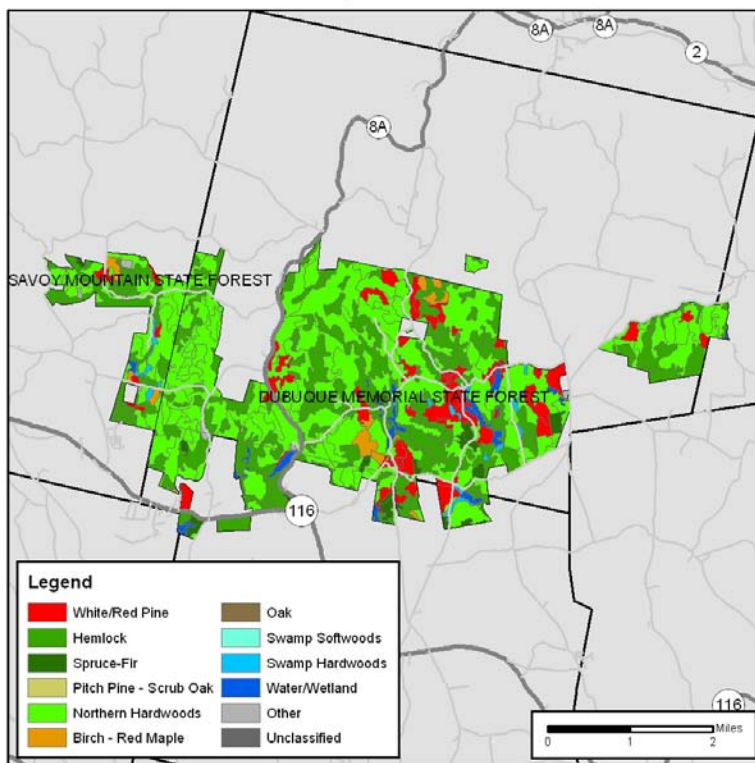 8A
8A
2
8A
SAVOY MOUNTAIN STATE FOREST
DUBUQUE MEMORIAL STATE FOREST
116
Legend
White/Red Pine
Hemlock
Spruce-Fir
Pitch Pine - Scrub Oak
Northern Hardwoods
Birch - Red Maple
Oak
Swamp Softwoods
Swamp Hardwoods
Water/Wetland
Other
Unclassified
116
Miles
0 1 2